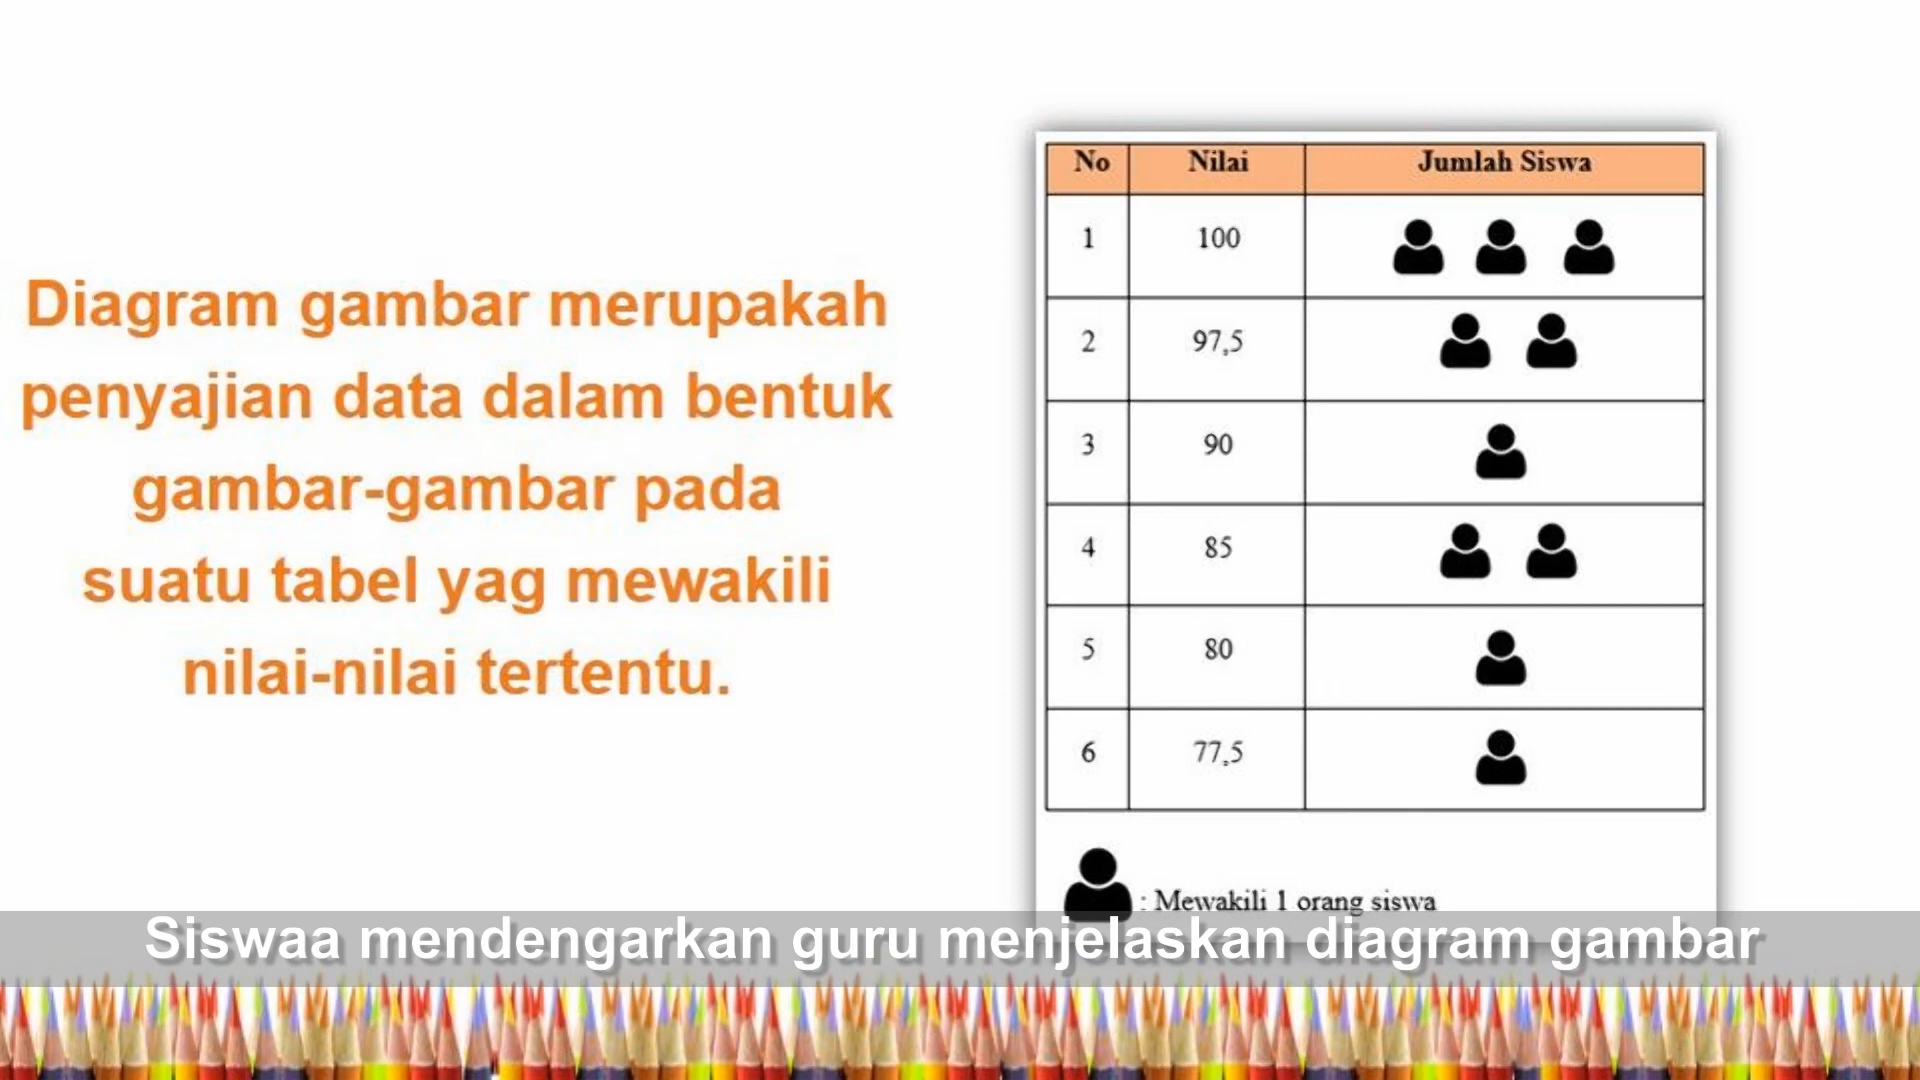 Diagram gambar merupakah
penyajian data dalam bentuk
gambar-gambar pada
suatu tabel yag mewakili
nilai-nilai tertentu.
No Nilai Jumlah Siswa
1 100
2 97,5
3 90
4 85
5 80
6 77,5
: Mewakili 1 orang siswa
Siswaa mendengarkan guru menjelaskan diagram gambar